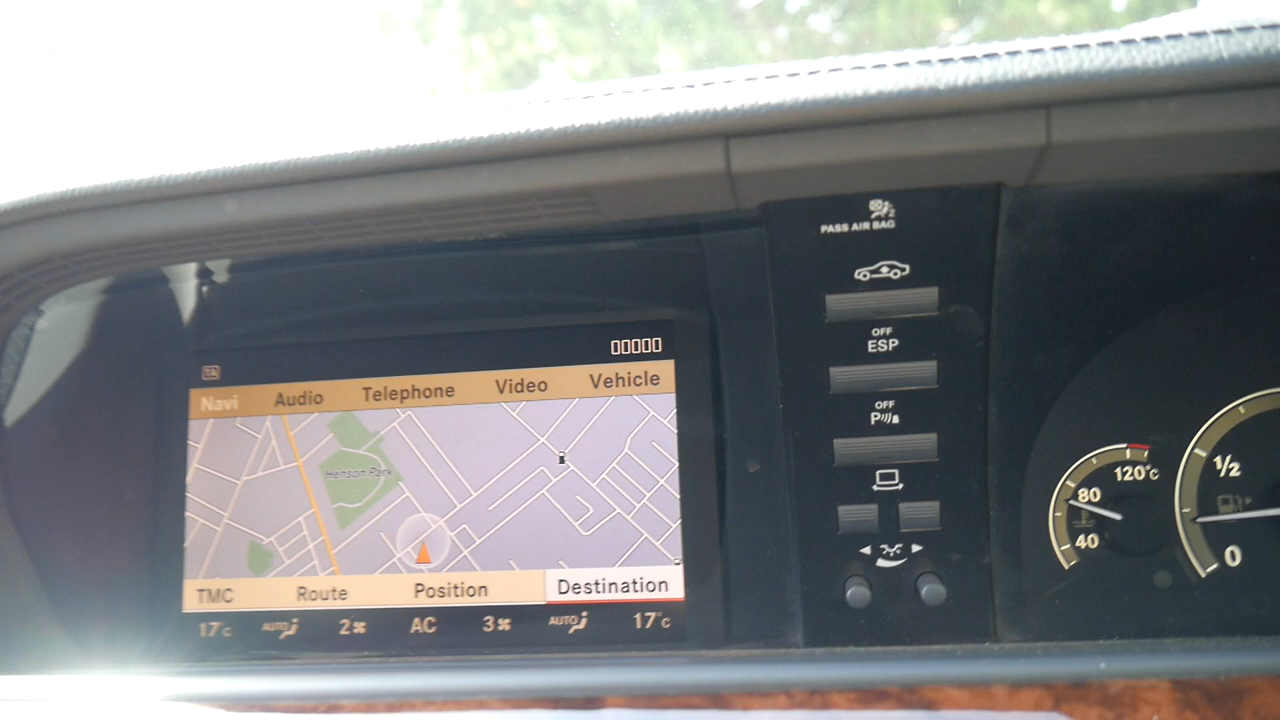 PASS AIR BAG
OFF
ESP
OFF
P
TA
Navi Audio Telephone Video Vehicle
Henson Park
TMC Route Position Destination
17°C AUTO 2 AC 3 AUTO 17°C
120°C
80
40
1/2
0